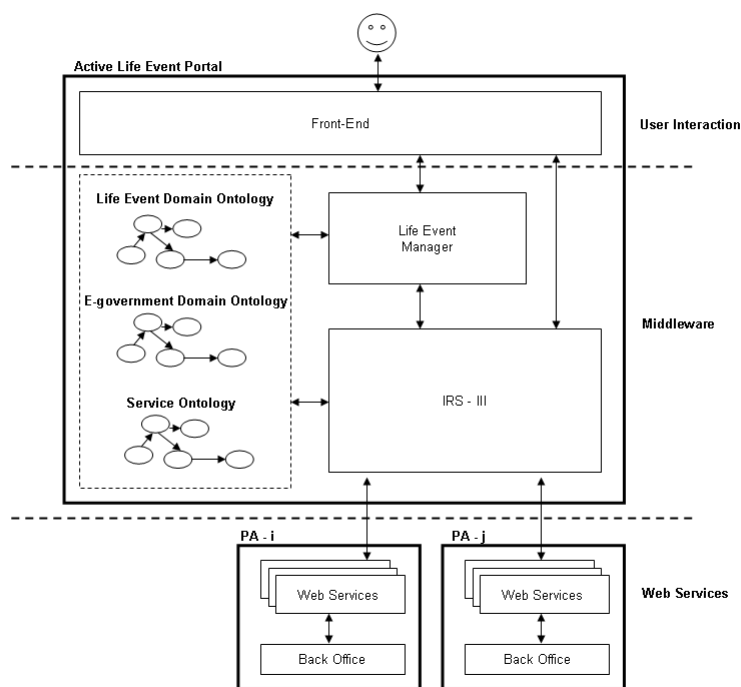 Active Life Event Portal
Front-End
User Interaction
Life Event Domain Ontology
Life Event
Manager
E-government Domain Ontology
Middleware
Service Ontology
IRS - III
PA - i
PA - j
Web Services
Web Services
Web Services
Back Office
Back Office